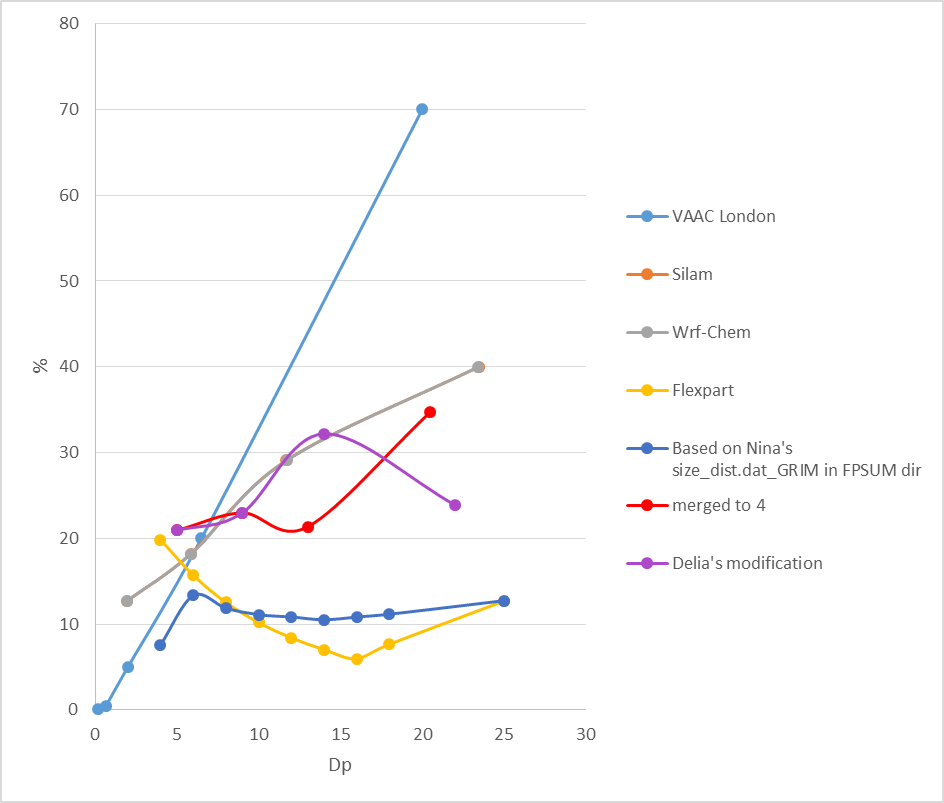 80
70
60
50
40
30
20
10
0
%
0 5 10 15 20 25 30
Dp
VAAC London
Silam
Wrf-Chem
Flexpart
Based on Nina's
size_dist.dat_GRIM in FPSUM dir
merged to 4
Delia's modification